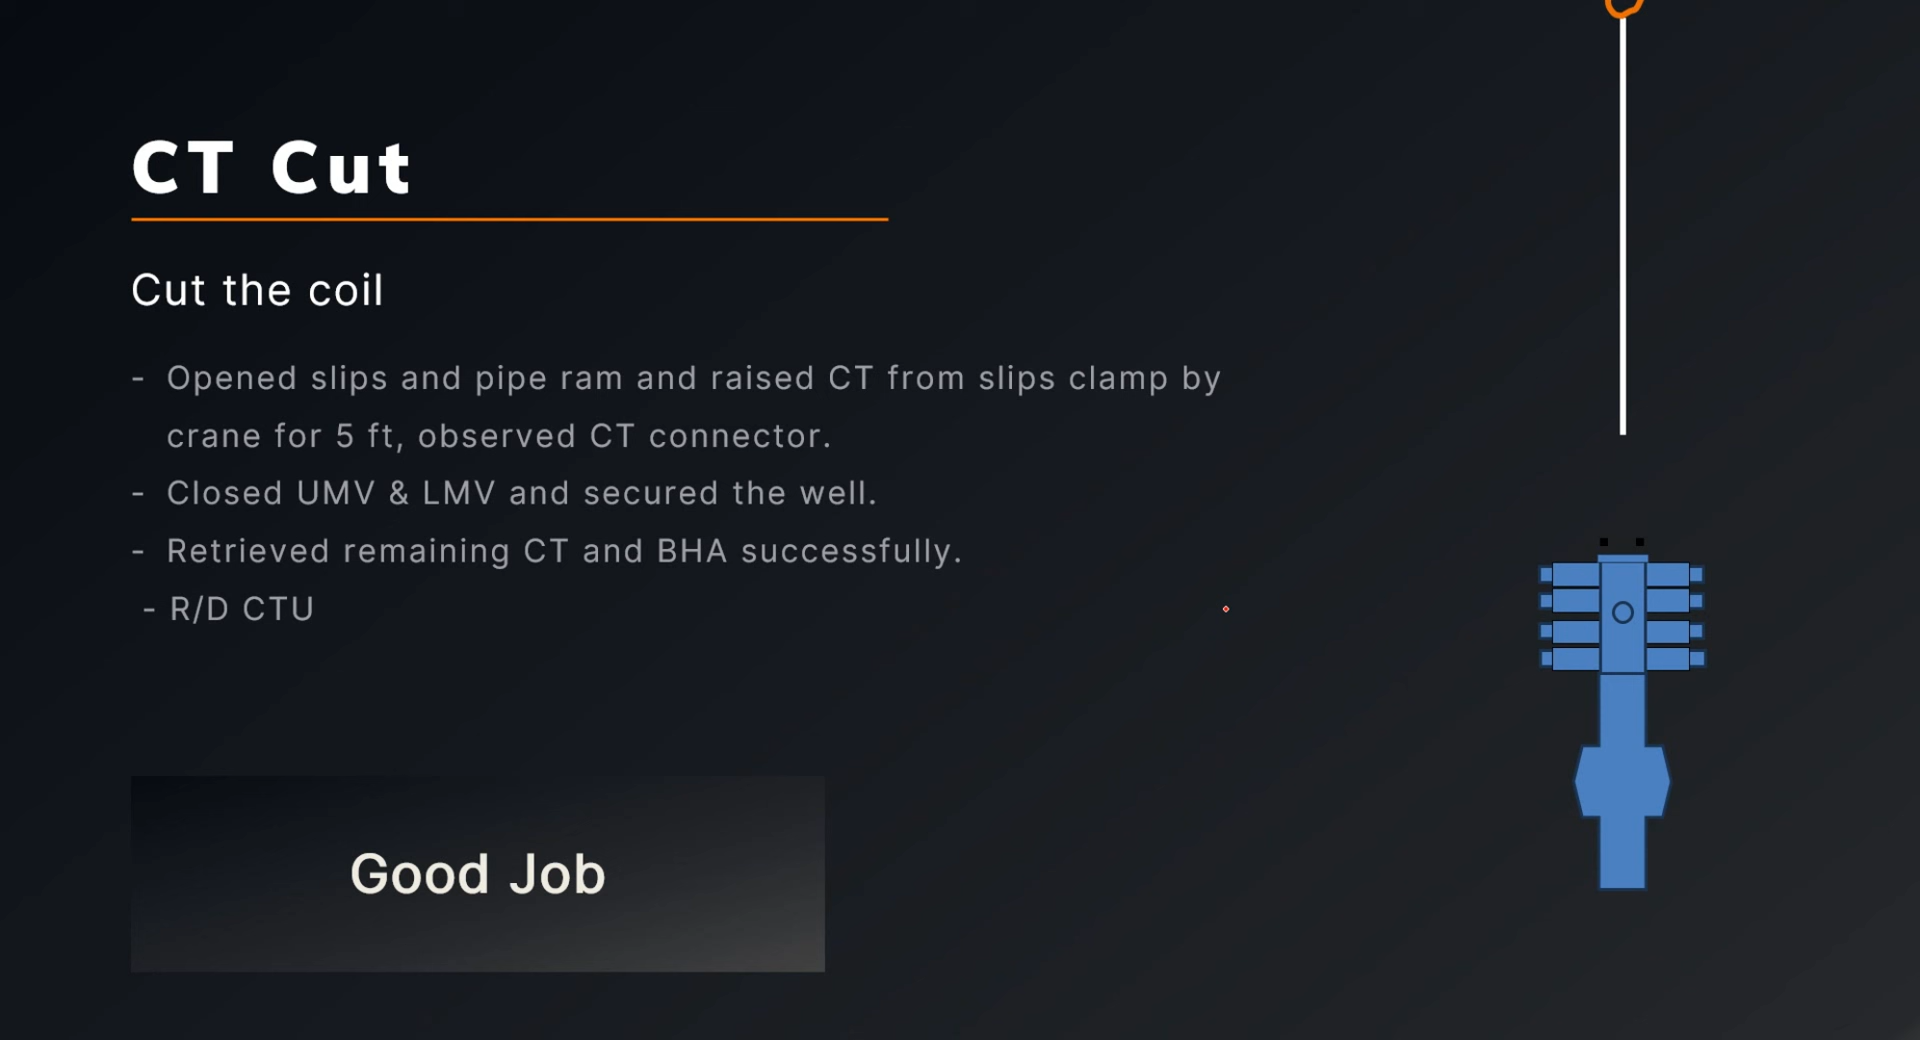 CT Cut
Cut the coil
- Opened slips and pipe ram and raised CT from slips clamp by
crane for 5 ft, observed CT connector.
- Closed UMV & LMV and secured the well.
- Retrieved remaining CT and BHA successfully.
- R/D CTU
Good Job